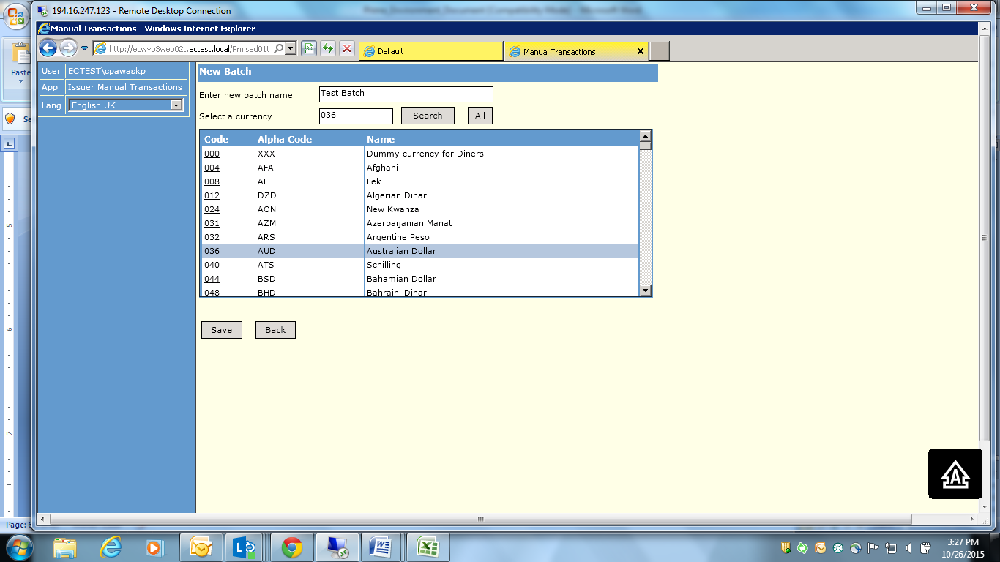 194.16.247.123 - Remote Desktop Connection
Manual Transactions - Windows Internet Explorer
http://ecwvp3web02t.ectest.local/Prmsad01t
Default
Manual Transactions
Paste
User ECTEST\cpawaskp
App Issuer Manual Transactions
Lang English UK
Se
New Batch
Enter new batch name Test Batch
Select a currency 036 Search All
Code Alpha Code Name
000 XXX Dummy currency for Diners
004 AFA Afghani
008 ALL Lek
012 DZD Algerian Dinar
024 AON New Kwanza
031 AZM Azerbaijanian Manat
032 ARS Argentine Peso
036 AUD Australian Dollar
040 ATS Schilling
044 BSD Bahamian Dollar
048 BHD Bahraini Dinar
Save Back
5
6
7
A
Page: 6
3:27 PM
10/26/2015